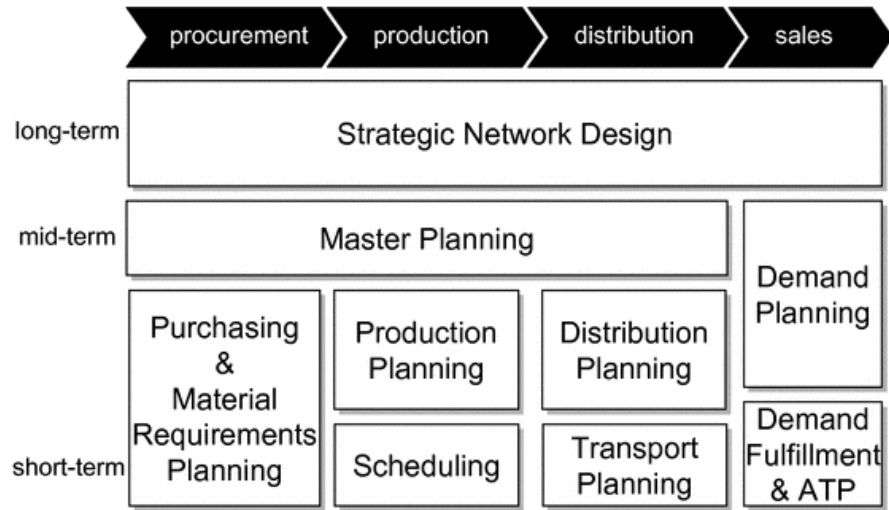 procurement
production
distribution
sales
long-term
Strategic Network Design
mid-term
Master Planning
Demand
Planning
Purchasing
&
Material
Requirements
Planning
Production
Planning
Distribution
Planning
short-term
Scheduling
Transport
Planning
Demand
Fulfillment
& ATP